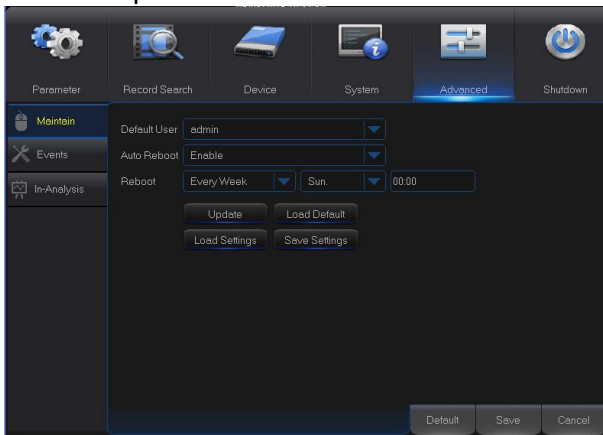 Parameter Record Search Device System Advanced Shutdown
Maintain
Events
In-Analysis
Default User admin
Auto Reboot Enable
Reboot Every Week Sun. 00:00
Update Load Default
Load Settings Save Settings
Default Save Cancel